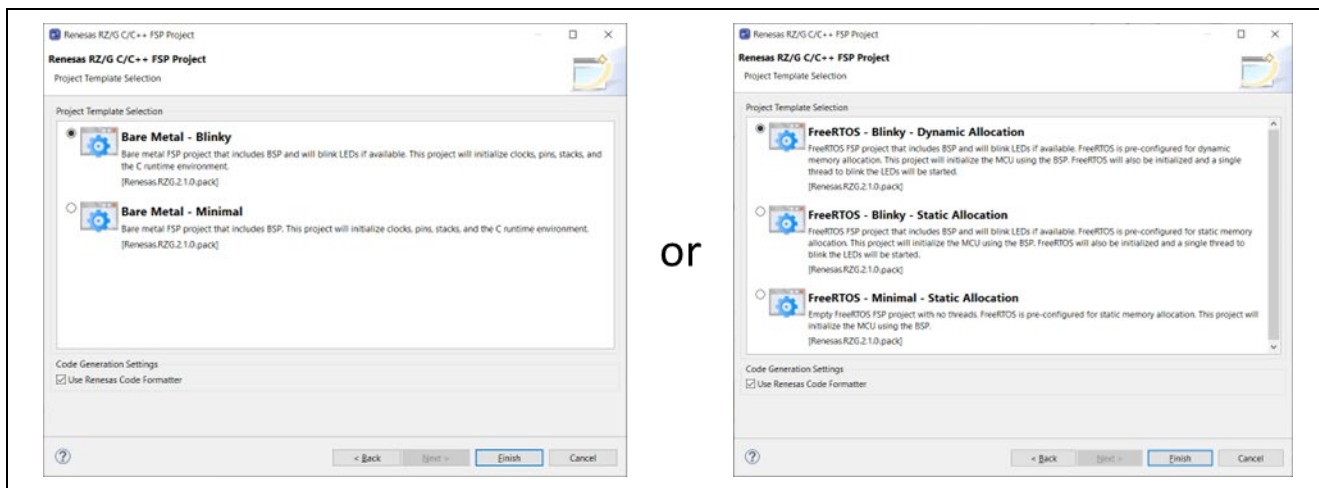 Renesas RZ/G C/C++ FSP Project
Renesas RZ/G C/C++ FSP Project
Project Template Selection
Project Template Selection
Bare Metal - Blinky
Bare metal FSP project that includes BSP and will blink LEDs if available. This project will initialize clocks, pins, stacks, and
the C runtime environment.
[Renesas.RZG.2.1.0.pack]
Bare Metal - Minimal
Bare metal FSP project that includes BSP. This project will initialize clocks, pins, stacks, and the C runtime environment.
[Renesas.RZG.2.1.0.pack]
Code Generation Settings
Use Renesas Code Formatter
< Back
Next >
Finish
Cancel
or
Renesas RZ/G C/C++ FSP Project
Renesas RZ/G C/C++ FSP Project
Project Template Selection
Project Template Selection
FreeRTOS - Blinky - Dynamic Allocation
FreeRTOS FSP project that includes BSP and will blink LEDs if available. FreeRTOS is pre-configured for dynamic
memory allocation. This project will initialize the MCU using the BSP. FreeRTOS will also be initialized and a single
thread to blink the LEDs will be started.
[Renesas.RZG.2.1.0.pack]
FreeRTOS - Blinky - Static Allocation
FreeRTOS FSP project that includes BSP and will blink LEDs if available. FreeRTOS is pre-configured for static memory
allocation. This project will initialize the MCU using the BSP. FreeRTOS will also be initialized and a single thread to
blink the LEDs will be started.
[Renesas.RZG.2.1.0.pack]
FreeRTOS - Minimal - Static Allocation
Empty FreeRTOS FSP project with no threads. FreeRTOS is pre-configured for static memory allocation. This project will
initialize the MCU using the BSP.
[Renesas.RZG.2.1.0.pack]
Code Generation Settings
Use Renesas Code Formatter
< Back
Next >
Finish
Cancel